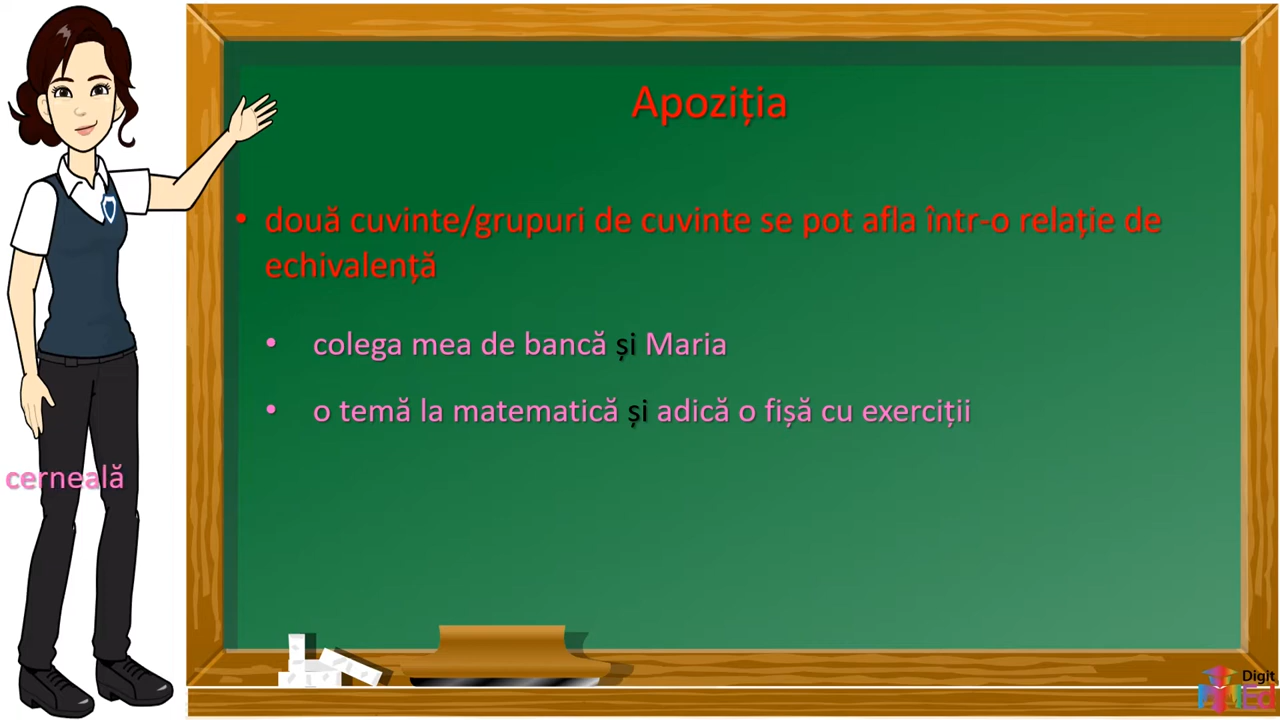 Apoziția
• două cuvinte/grupuri de cuvinte se pot afla într-o relație de
echivalență
• colega mea de bancă și Maria
• o temă la matematică și adică o fișă cu exerciții
cerneală
Digit